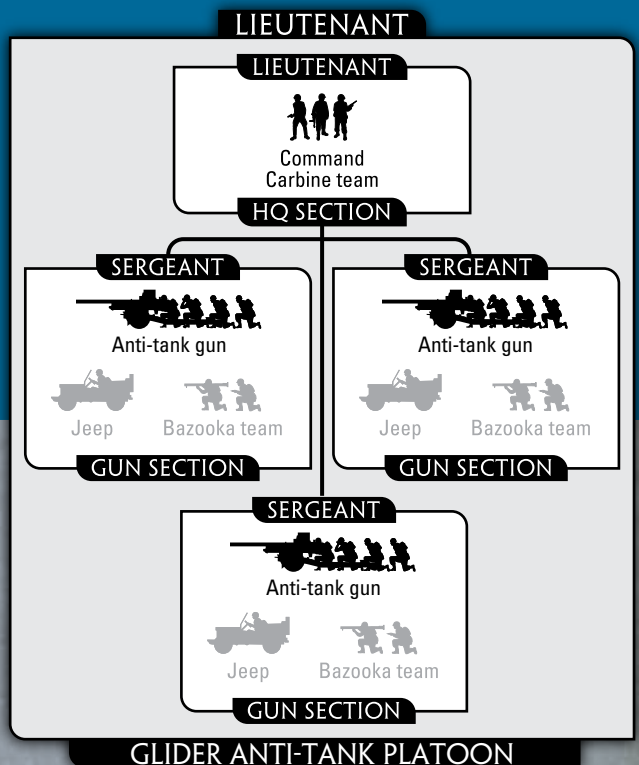 LIEUTENANT
LIEUTENANT
Command
Carbine team
HQ SECTION
SERGEANT
Anti-tank gun
Jeep
Bazooka team
GUN SECTION
SERGEANT
Anti-tank gun
Jeep
Bazooka team
GUN SECTION
SERGEANT
Anti-tank gun
Jeep
Bazooka team
GUN SECTION
GLIDER ANTI-TANK PLATOON